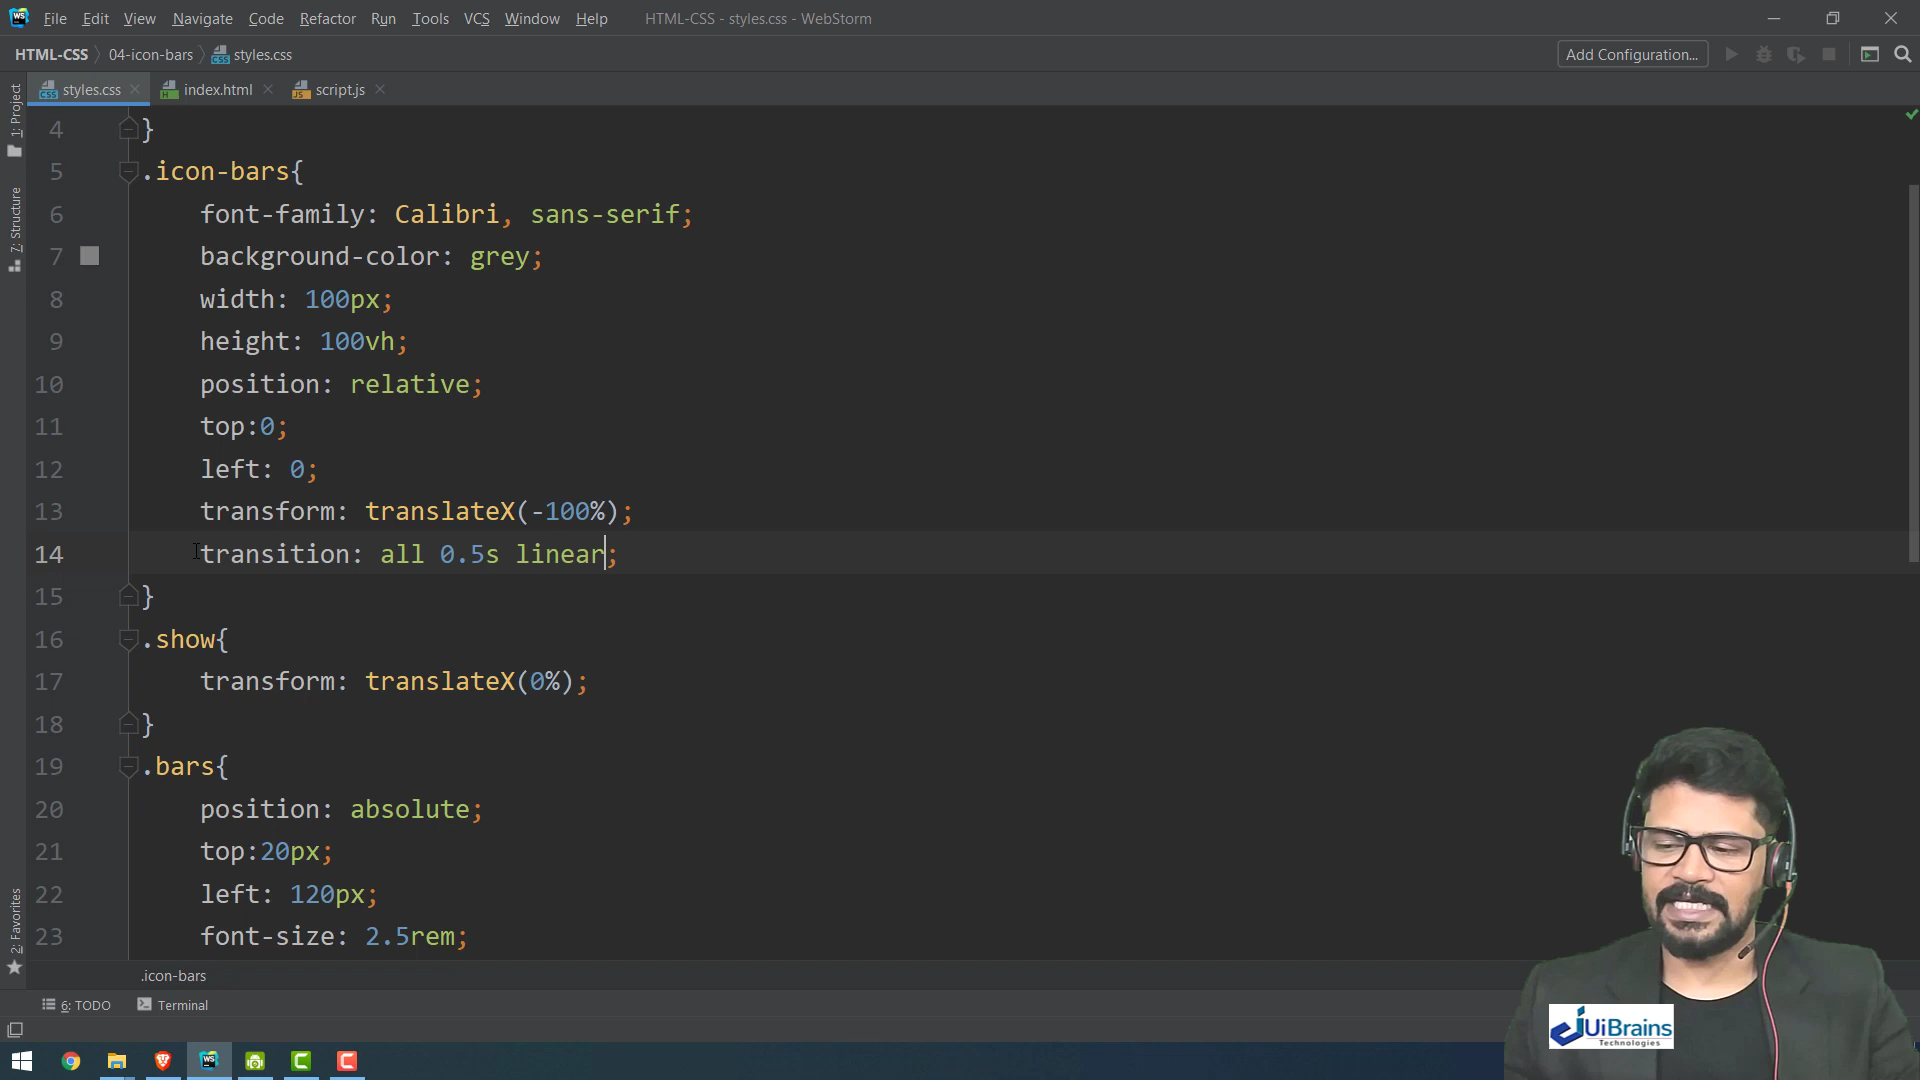 File Edit View Navigate Code Refactor Run Tools VCS Window Help HTML-CSS - styles.css - WebStorm
HTML-CSS 04-icon-bars styles.css Add Configuration...
styles.css index.html script.js
1: Project
7: Structure
2: Favorites
4 }
5 .icon-bars{
6 font-family: Calibri, sans-serif;
7 background-color: grey;
8 width: 100px;
9 height: 100vh;
10 position: relative;
11 top:0;
12 left: 0;
13 transform: translateX(-100%);
14 transition: all 0.5s linear;
15 }
16 .show{
17 transform: translateX(0%);
18 }
19 .bars{
20 position: absolute;
21 top:20px;
22 left: 120px;
23 font-size: 2.5rem;
.icon-bars
6: TODO Terminal
UiBrains
Technologies